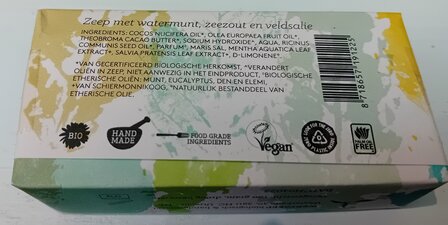 Zeep met watermunt, zeezout en veldsalie
INGREDIENTS: COCOS NUCIFERA OIL*, OLEA EUROPAEA FRUIT OIL*,
THEOBROMA CACAO BUTTER*, SODIUM HYDROXIDE*, AQUA, RICINUS
COMMUNIS SEED OIL*, PARFUM°, MARIS SAL, MENTHA AQUATICA LEAF
EXTRACT*, SALVIA PRATENSIS LEAF EXTRACT*, D-LIMONENE*.
*VAN GECERTIFICEERD BIOLOGISCHE HERKOMST, *VERANDERT
OLIËN IN ZEEP, NIET AANWEZIG IN HET EINDPRODUCT, °BIOLOGISCHE
ETHERISCHE OLIËN: MUNT, EUCALYPTUS, DEN EN ELEMI.
*VAN SCHIERMONNIKOOG, *NATUURLIJK BESTANDDEEL VAN
ETHERISCHE OLIE.
BIO
HAND
MADE
FOOD GRADE
INGREDIENTS
Vegan
PALM OIL
FREE